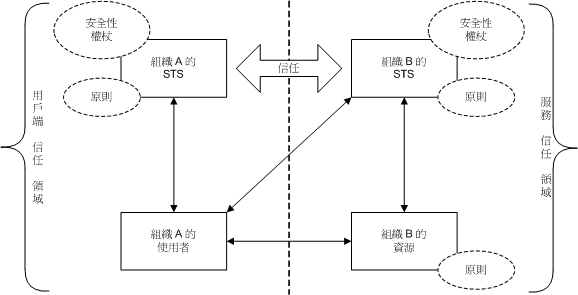 安全性
權杖
組織 A 的
STS
原則
信任
安全性
權杖
組織 B 的
STS
原則
用戶端 信任 領域
服務 信任 領域
組織 A 的
使用者
組織 B 的
資源
原則